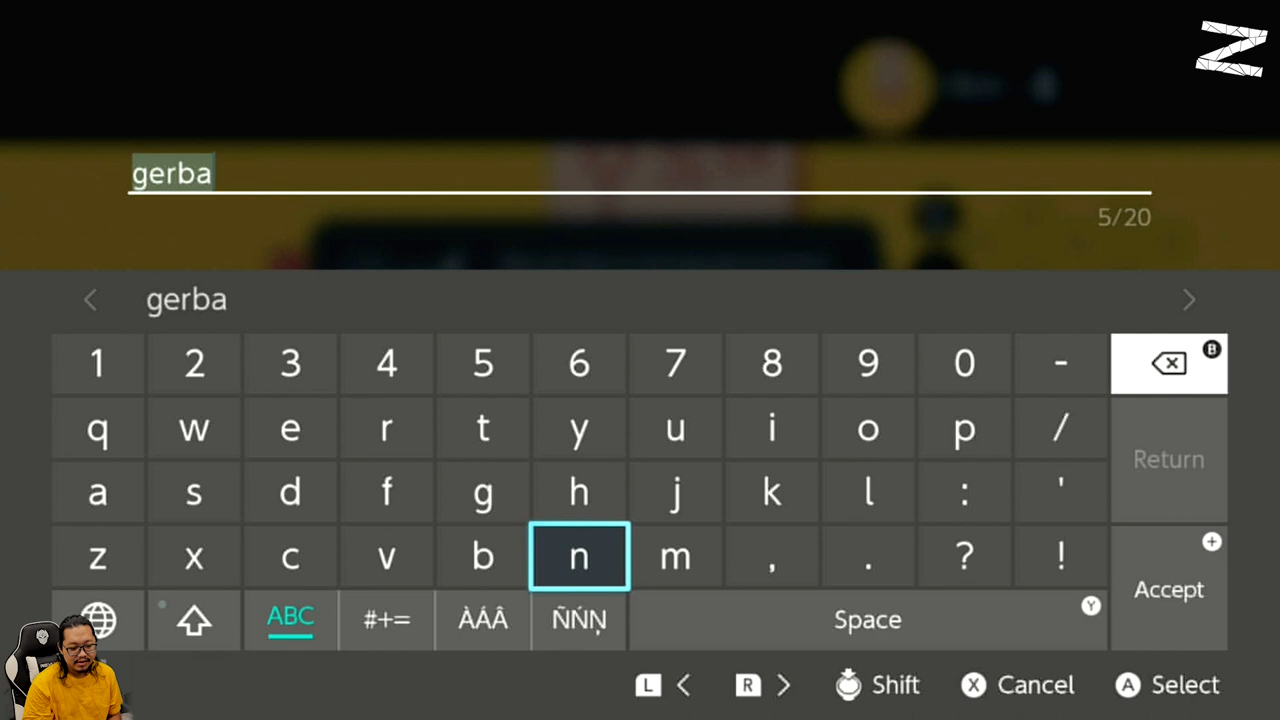 gerba
5/20
gerba
1 2 3 4 5 6 7 8 9 0 -
B
q w e r t y u i o p /
Return
a s d f g h j k l : '
z x c v b n m , . ? !
+
Accept
ABC #+= ÀÁÂ ÑŃŅ Space Y
L R Shift X Cancel A Select
Z